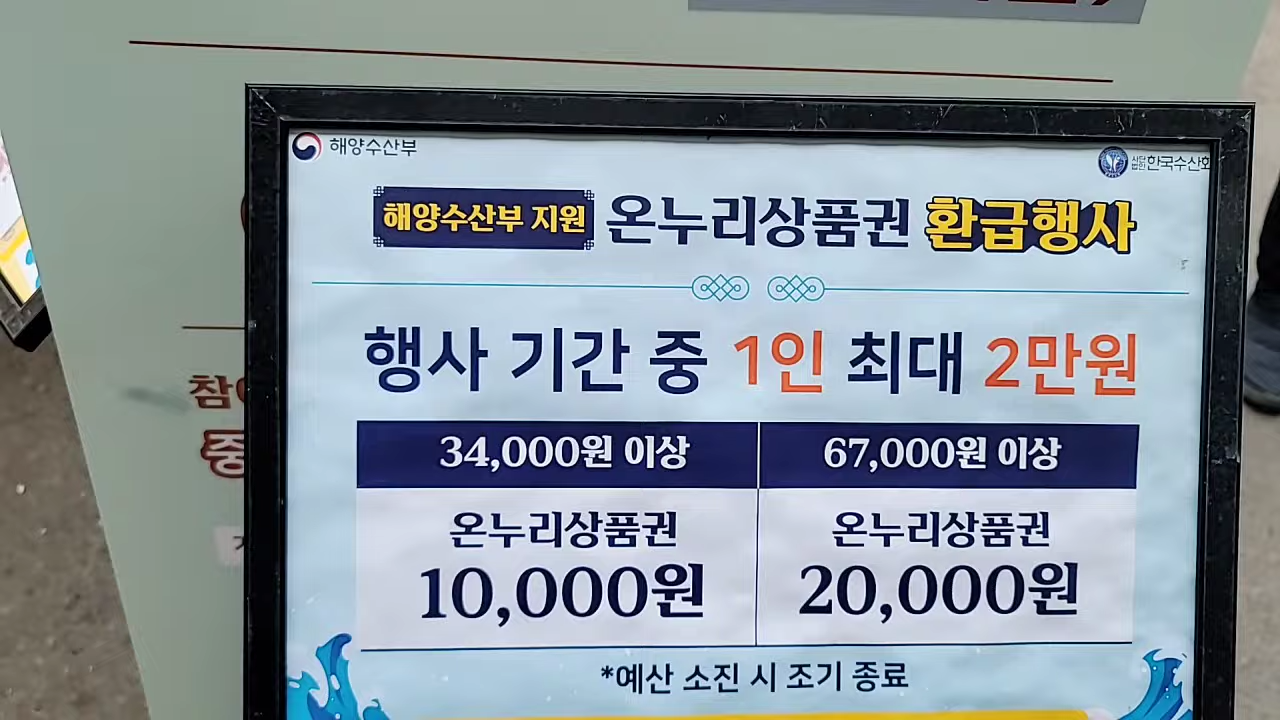 해양수산부
한국수산회
해양수산부 지원 온누리상품권 환급행사
행사 기간 중 1인 최대 2만원
34,000원 이상 67,000원 이상
온누리상품권 온누리상품권
10,000원 20,000원
*예산 소진 시 조기 종료